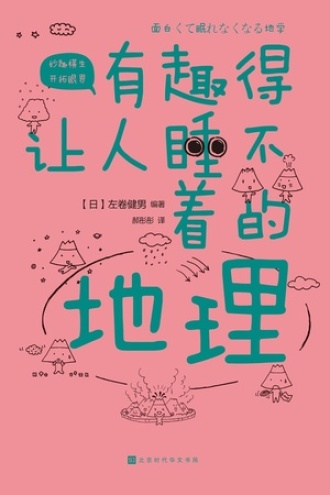 面白くて眠れなくなる地学
妙趣横生
开拓眼界
有趣得
让人睡不
着的
【日】左卷健男 编著
郝彤彤 译
地理
北京时代华文书局